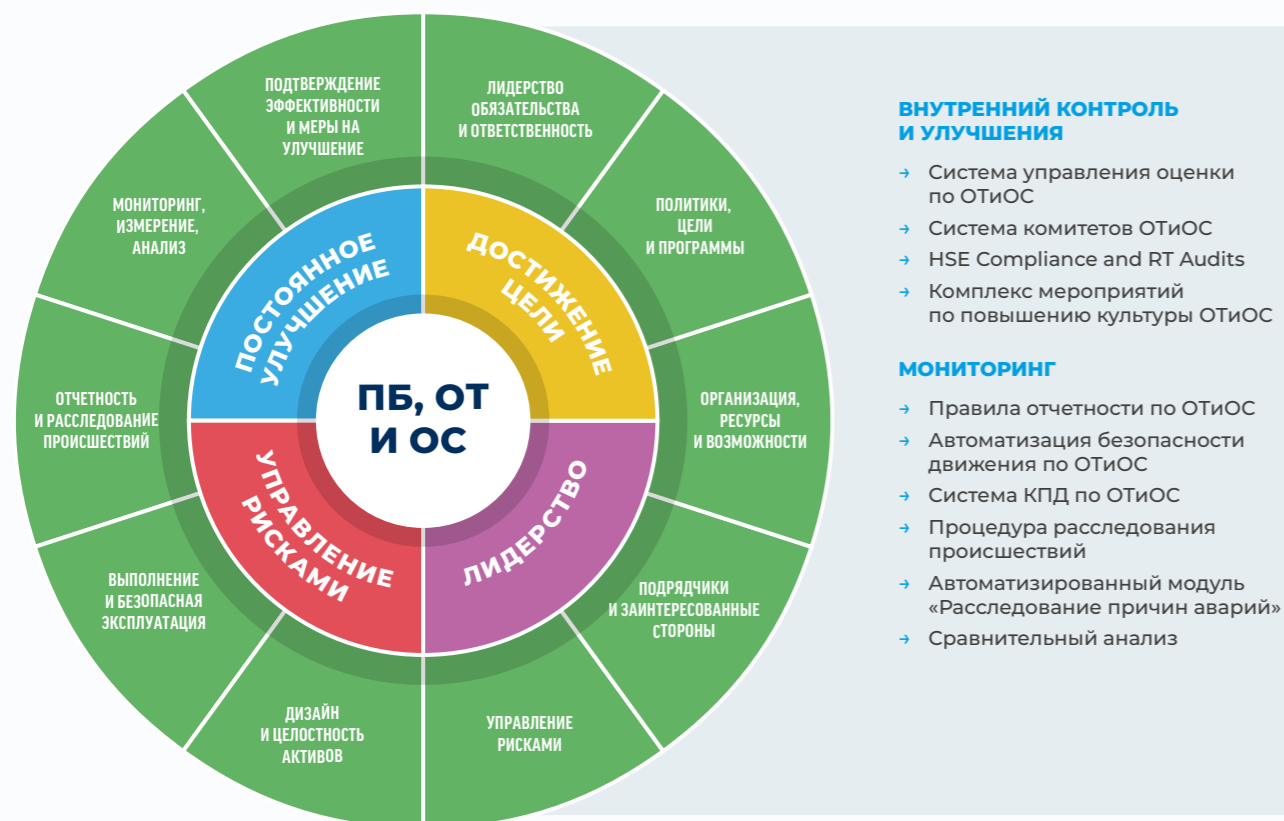 ПОДТВЕРЖДЕНИЕ
ЭФФЕКТИВНОСТИ
И МЕРЫ НА
УЛУЧШЕНИЕ
ЛИДЕРСТВО
ОБЯЗАТЕЛЬСТВА
И ОТВЕТСТВЕННОСТЬ
ПОЛИТИКИ,
ЦЕЛИ
И ПРОГРАММЫ
ОРГАНИЗАЦИЯ,
РЕСУРСЫ
И ВОЗМОЖНОСТИ
ПОДРЯДЧИКИ
И ЗАИНТЕРЕСОВАННЫЕ
СТОРОНЫ
УПРАВЛЕНИЕ
РИСКАМИ
ДИЗАЙН
И ЦЕЛОСТНОСТЬ
АКТИВОВ
ВЫПОЛНЕНИЕ
И БЕЗОПАСНАЯ
ЭКСПЛУАТАЦИЯ
ОТЧЕТНОСТЬ
И РАССЛЕДОВАНИЕ
ПРОИСШЕСТВИЙ
МОНИТОРИНГ,
ИЗМЕРЕНИЕ,
АНАЛИЗ
ПОСТОЯННОЕ
УЛУЧШЕНИЕ
ДОСТИЖЕНИЕ
ЦЕЛИ
ЛИДЕРСТВО
УПРАВЛЕНИЕ
РИСКАМИ
ПБ, ОТ
И ОС
ВНУТРЕННИЙ КОНТРОЛЬ
И УЛУЧШЕНИЯ
→ Система управления оценки
по ОТиОС
→ Система комитетов ОТиОС
→ HSE Compliance and RT Audits
→ Комплекс мероприятий
по повышению культуры ОТиОС
МОНИТОРИНГ
→ Правила отчетности по ОТиОС
→ Автоматизация безопасности
движения по ОТиОС
→ Система КПД по ОТиОС
→ Процедура расследования
происшествий
→ Автоматизированный модуль
«Расследование причин аварий»
→ Сравнительный анализ